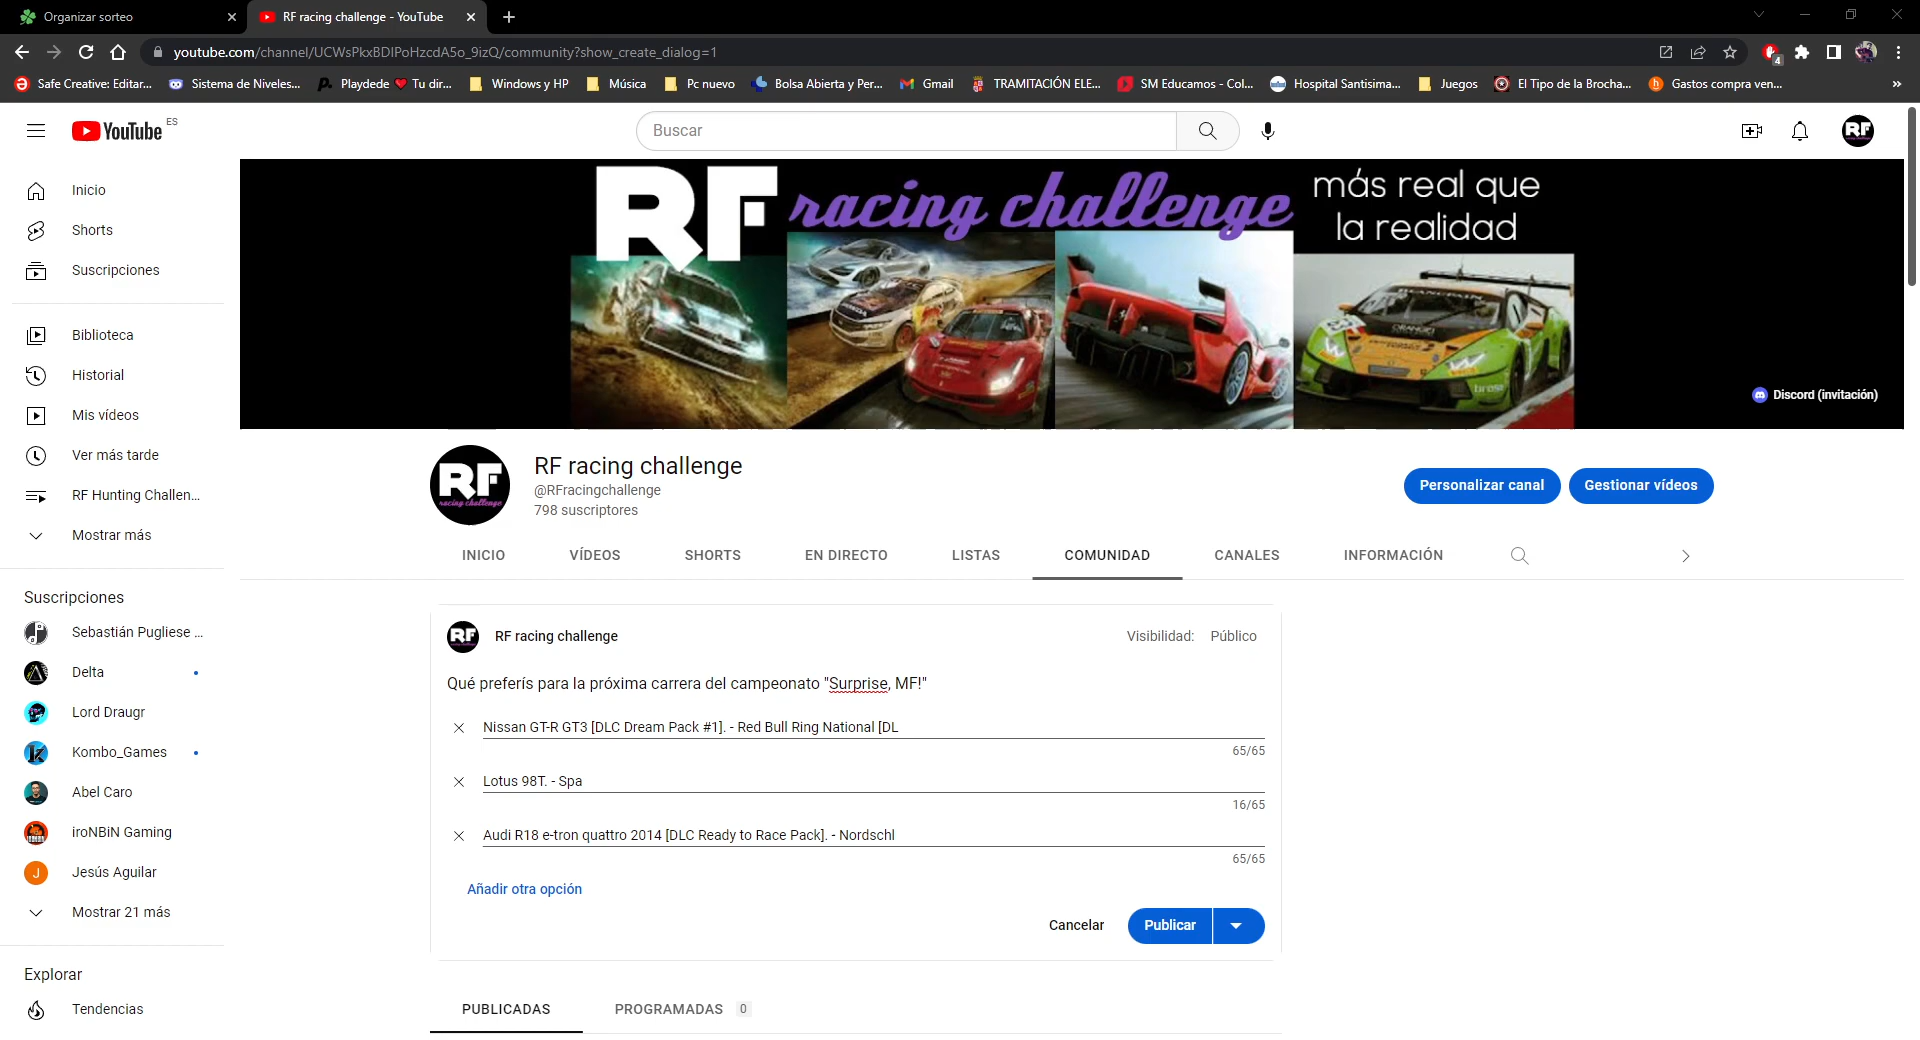 Organizar sorteo
RF racing challenge - YouTube
youtube.com/channel/UCWsPkxBDIPoHzcdA5o_9izQ/community?show_create_dialog=1
4
Safe Creative: Editar...
Sistema de Niveles...
Playdede ❤ Tu dir...
Windows y HP
Música
Pc nuevo
Bolsa Abierta y Per...
Gmail
TRAMITACIÓN ELE...
SM Educamos - Col...
Hospital Santisima...
Juegos
El Tipo de la Brocha...
Gastos compra ven...
»
YouTube ES
Buscar
RF
RF racing challenge
más real que
la realidad
Discord (invitación)
Inicio
Shorts
Suscripciones
Biblioteca
Historial
Mis vídeos
Ver más tarde
RF Hunting Challen...
Mostrar más
Suscripciones
Sebastián Pugliese ...
Delta
Lord Draugr
Kombo_Games
Abel Caro
iroNBiN Gaming
J
Jesús Aguilar
Mostrar 21 más
Explorar
Tendencias
RF
racing challenge
RF racing challenge
@RFracingchallenge
798 suscriptores
Personalizar canal
Gestionar vídeos
INICIO
VÍDEOS
SHORTS
EN DIRECTO
LISTAS
COMUNIDAD
CANALES
INFORMACIÓN
RF
RF racing challenge
Visibilidad: Público
Qué preferís para la próxima carrera del campeonato "Surprise, MF!"
Nissan GT-R GT3 [DLC Dream Pack #1]. - Red Bull Ring National [DL
65/65
Lotus 98T. - Spa
16/65
Audi R18 e-tron quattro 2014 [DLC Ready to Race Pack]. - Nordschl
65/65
Añadir otra opción
Cancelar
Publicar
PUBLICADAS
PROGRAMADAS 0